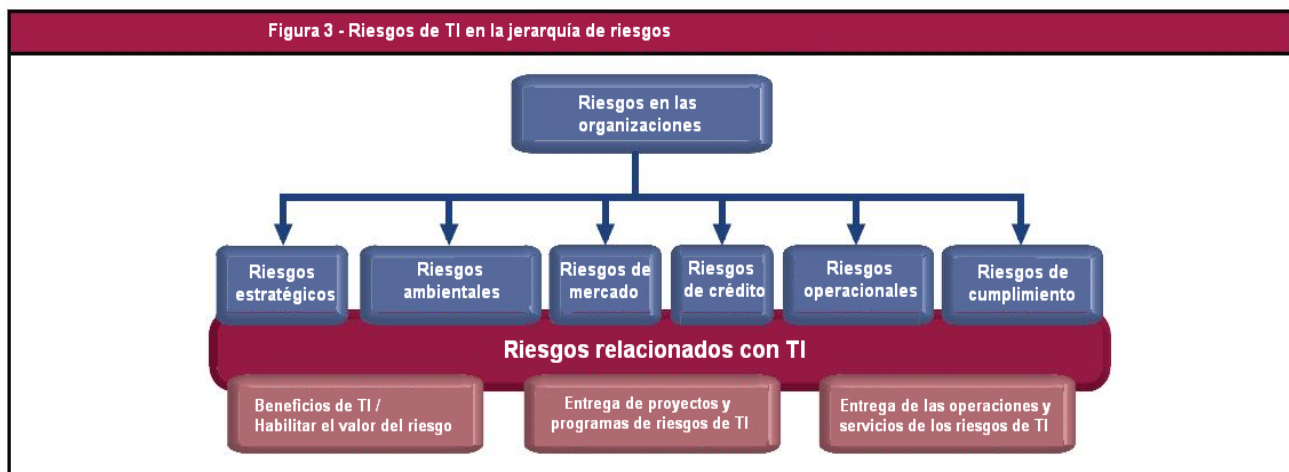 Figura 3 - Riesgos de TI en la jerarquía de riesgos
Riesgos en las
organizaciones
Riesgos
estratégicos
Riesgos
ambientales
Riesgos de
mercado
Riesgos
de crédito
Riesgos
operacionales
Riesgos de
cumplimiento
Riesgos relacionados con TI
Beneficios de TI /
Habilitar el valor del riesgo
Entrega de proyectos y
programas de riesgos de TI
Entrega de las operaciones y
servicios de los riesgos de TI